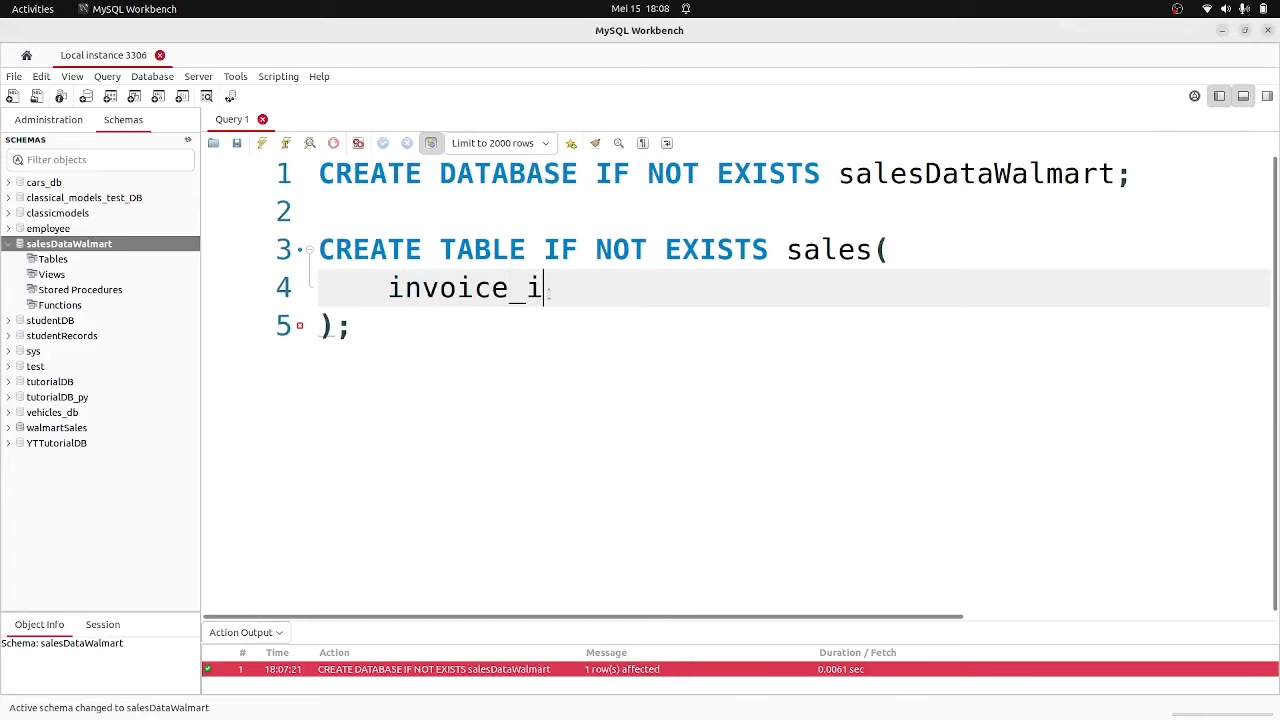 Activities MySQL Workbench Mei 15 18:08
MySQL Workbench
Local instance 3306
File Edit View Query Database Server Tools Scripting Help
Administration Schemas
Query 1
SCHEMAS
Limit to 2000 rows
Filter objects
cars_db
classical_models_test_DB
classicmodels
employee
salesDataWalmart
Tables
Views
Stored Procedures
Functions
studentDB
studentRecords
sys
test
tutorialDB
tutorialDB_py
vehicles_db
walmartSales
YTTutorialDB
1 CREATE DATABASE IF NOT EXISTS salesDataWalmart;
2
3 CREATE TABLE IF NOT EXISTS sales(
4 invoice_i
5 );
Object Info Session
Schema: salesDataWalmart
Action Output
# Time Action Message Duration / Fetch
1 18:07:21 CREATE DATABASE IF NOT EXISTS salesDataWalmart 1 row(s) affected 0.0061 sec
Active schema changed to salesDataWalmart